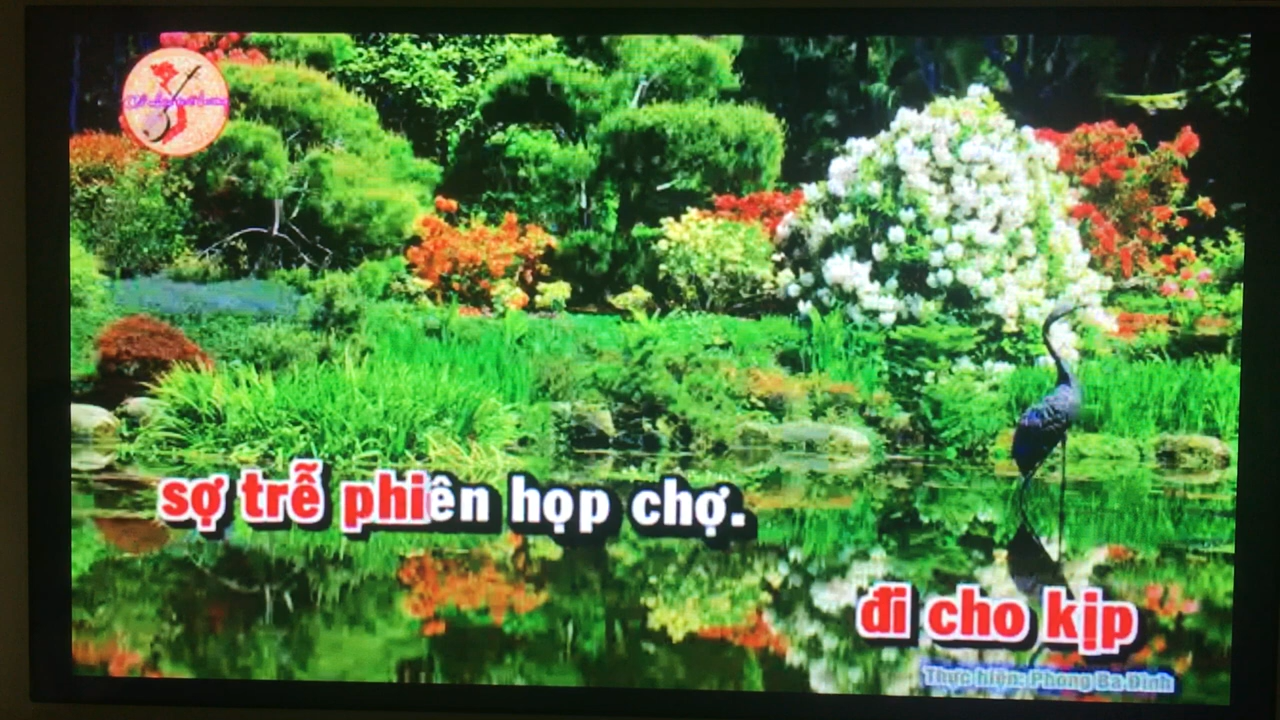 sợ trễ phiên họp chợ.
đi cho kịp
Thực hiện: Phong Ba Đình